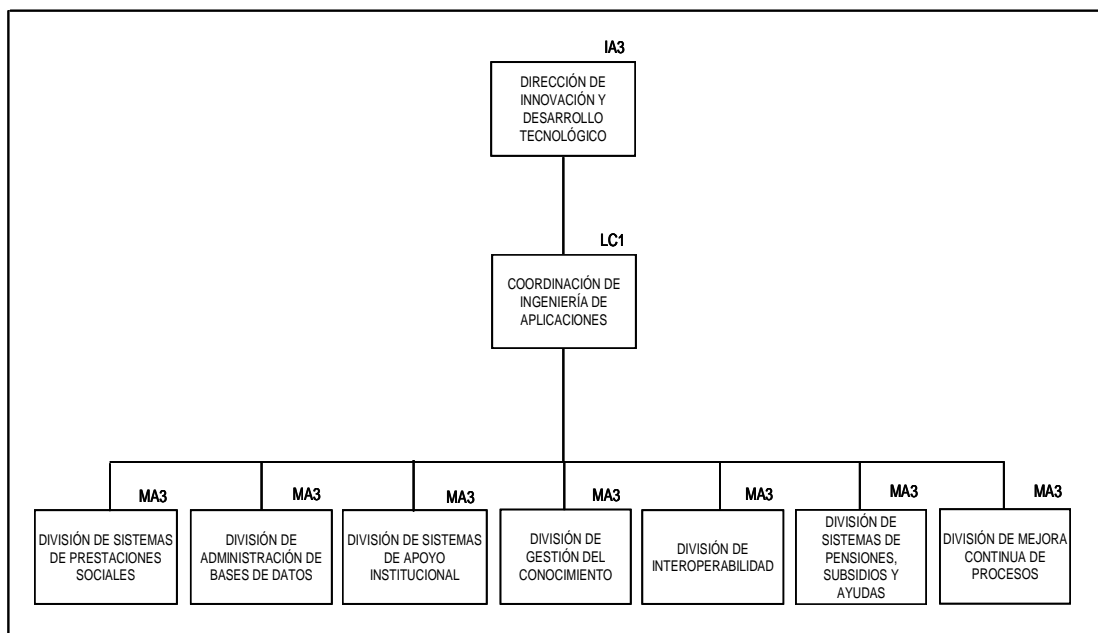 IA3
DIRECCIÓN DE
INNOVACIÓN Y
DESARROLLO
TECNOLÓGICO
LC1
COORDINACIÓN DE
INGENIERÍA DE
APLICACIONES
MA3
DIVISIÓN DE SISTEMAS
DE PRESTACIONES
SOCIALES
MA3
DIVISIÓN DE
ADMINISTRACIÓN DE
BASES DE DATOS
MA3
DIVISIÓN DE SISTEMAS
DE APOYO
INSTITUCIONAL
MA3
DIVISIÓN DE
GESTIÓN DEL
CONOCIMIENTO
MA3
DIVISIÓN DE
INTEROPERABILIDAD
MA3
DIVISIÓN DE
SISTEMAS DE
PENSIONES,
SUBSIDIOS Y
AYUDAS
MA3
DIVISIÓN DE MEJORA
CONTINUA DE
PROCESOS